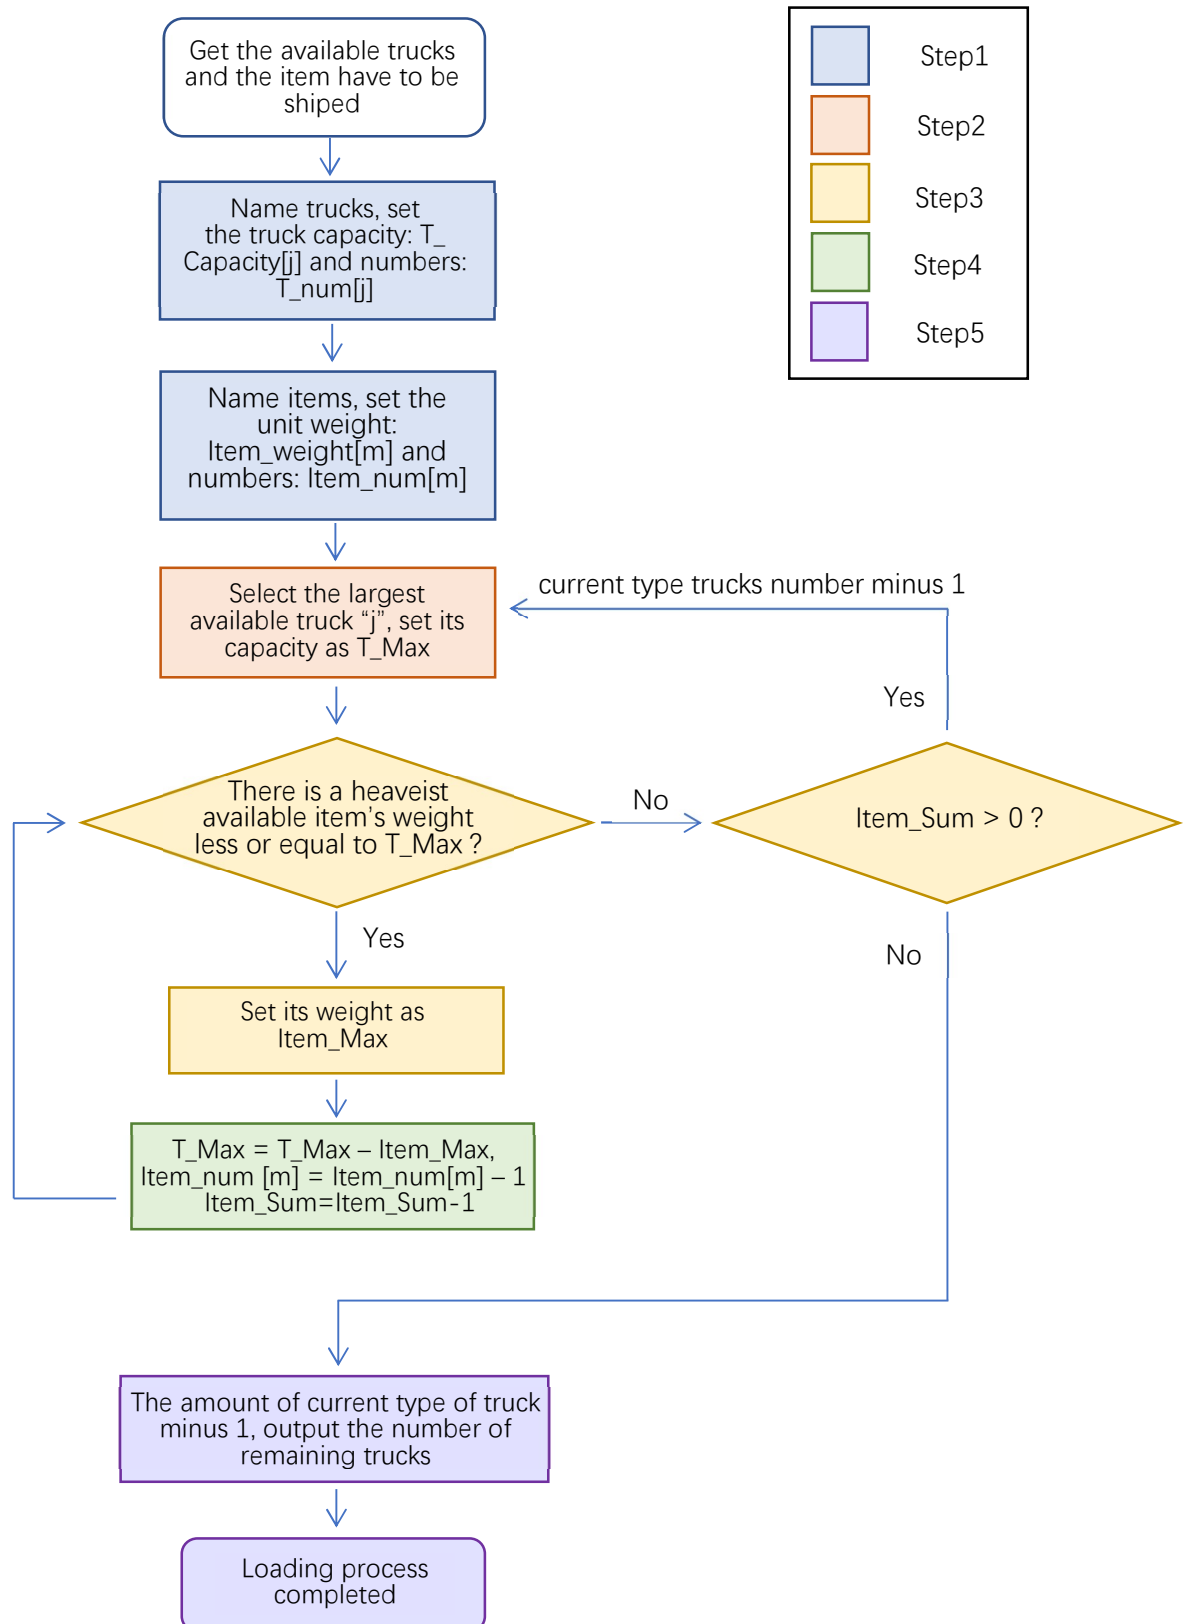 Get the available trucks
and the item have to be
shiped
Step1
Step2
Step3
Step4
Step5
Name trucks, set
the truck capacity: T_
Capacity[j] and numbers:
T_num[j]
Name items, set the
unit weight:
Item_weight[m] and
numbers: Item_num[m]
Select the largest
available truck “j”, set its
capacity as T_Max
current type trucks number minus 1
Yes
There is a heaveist
available item’s weight
less or equal to T_Max ?
No
Item_Sum > 0 ?
Yes
No
Set its weight as
Item_Max
T_Max = T_Max – Item_Max,
Item_num [m] = Item_num[m] – 1
Item_Sum=Item_Sum-1
The amount of current type of truck
minus 1, output the number of
remaining trucks
Loading process
completed